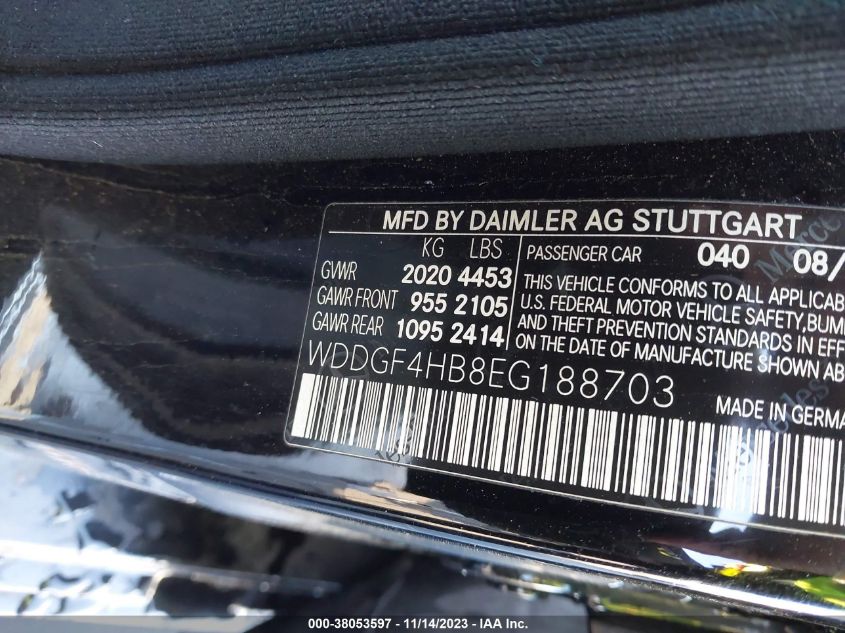 MFD BY DAIMLER AG STUTTGART
KG LBS
GVWR 2020 4453
GAWR FRONT 955 2105
GAWR REAR 1095 2414
PASSENGER CAR 040 08/
THIS VEHICLE CONFORMS TO ALL APPLICAB
U.S. FEDERAL MOTOR VEHICLE SAFETY,BUM
AND THEFT PREVENTION STANDARDS IN EFF
ON THE DATE OF MANUFACTURE SHOWN AB
WDDGF4HB8EG188703
MADE IN GERMA
000-38053597 - 11/14/2023 - IAA Inc.